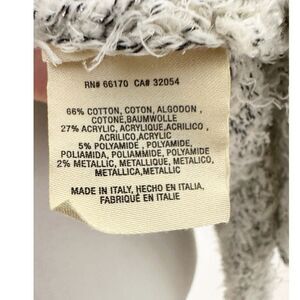 RN# 66170 CA# 32054
66% COTTON, COTON, ALGODON,
COTONE,BAUMWOLLE
27% ACRYLIC, ACRYLIQUE,ACRILICO,
ACRILICO,ACRYLIC
5% POLYAMIDE, POLYAMIDE,
POLIAMIDA, POLIAMMIDE, POLYAMIDE
2% METALLIC, METALLIQUE, METALICO,
METALLICA,METALLIC
MADE IN ITALY, HECHO EN ITALIA,
FABRIQUÉ EN ITALIE